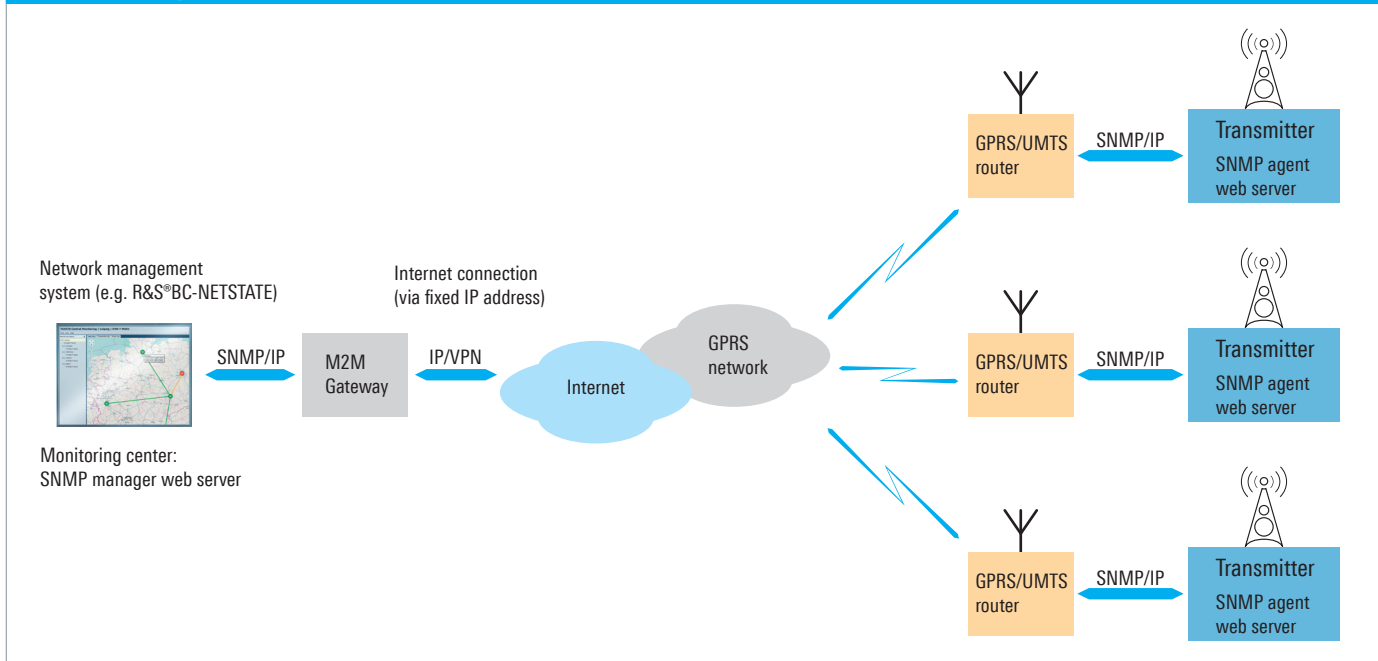 Network management
system (e.g. R&S®BC-NETSTATE)
SNMP/IP
M2M
Gateway
IP/VPN
Internet connection
(via fixed IP address)
Internet
GPRS
network
Monitoring center:
SNMP manager web server
GPRS/UMTS
router
SNMP/IP
Transmitter
SNMP agent
web server
GPRS/UMTS
router
SNMP/IP
Transmitter
SNMP agent
web server
GPRS/UMTS
router
SNMP/IP
Transmitter
SNMP agent
web server